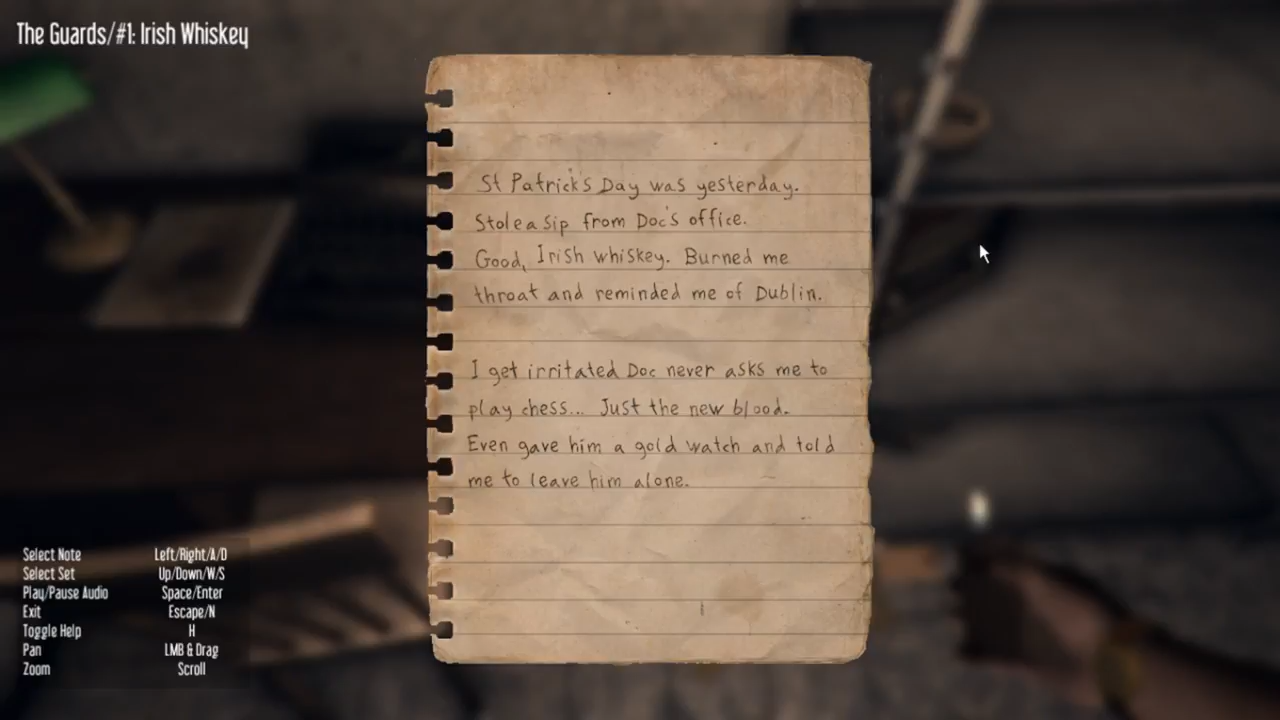 The Guards/#1: Irish Whiskey
St Patrick's Day was yesterday.
Stole a sip from Doc's office.
Good, Irish whiskey. Burned me
throat and reminded me of Dublin.
I get irritated Doc never asks me to
play chess... Just the new blood.
Even gave him a gold watch and told
me to leave him alone.
Select Note Left/Right/A/D
Select Set Up/Down/W/S
Play/Pause Audio Space/Enter
Exit Escape/N
Toggle Help H
Pan LMB & Drag
Zoom Scroll